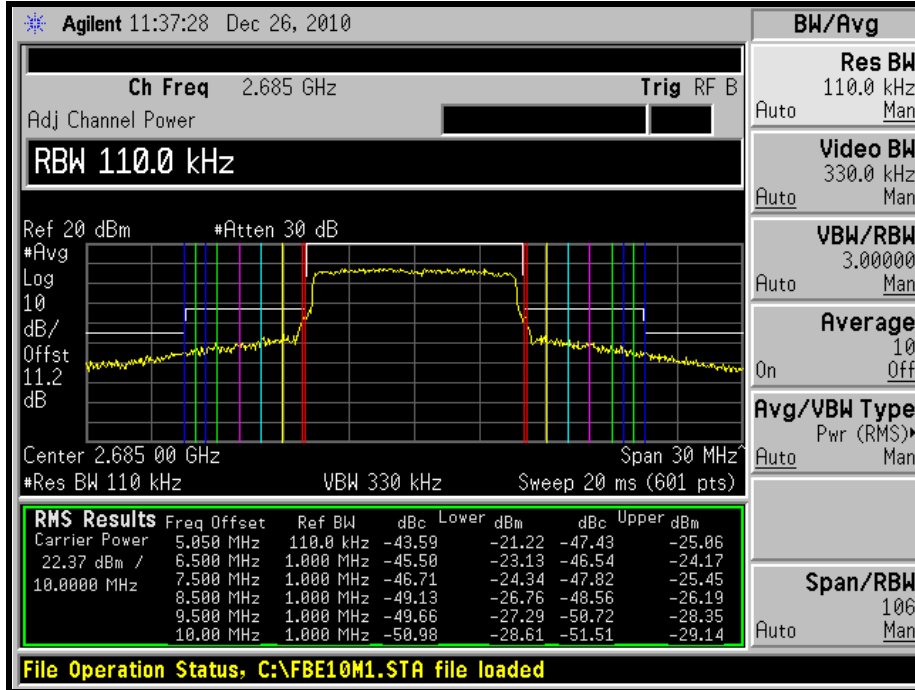 Agilent 11:37:28 Dec 26, 2010
Ch Freq 2.685 GHz Trig RF B
Adj Channel Power
RBW 110.0 kHz
Ref 20 dBm #Atten 30 dB
#Avg
Log
10
dB/
Offst
11.2
dB
Center 2.685 00 GHz Span 30 MHz^
#Res BW 110 kHz VBW 330 kHz Sweep 20 ms (601 pts)
RMS Results Freq Offset Ref BW dBc Lower dBm dBc Upper dBm
Carrier Power 5.050 MHz 110.0 kHz -43.59 -21.22 -47.43 -25.06
22.37 dBm / 6.500 MHz 1.000 MHz -45.50 -23.13 -46.54 -24.17
10.0000 MHz 7.500 MHz 1.000 MHz -46.71 -24.34 -47.82 -25.45
8.500 MHz 1.000 MHz -49.13 -26.76 -48.56 -26.19
9.500 MHz 1.000 MHz -49.66 -27.29 -50.72 -28.35
10.00 MHz 1.000 MHz -50.98 -28.61 -51.51 -29.14
File Operation Status, C:\FBE10M1.STA file loaded
BW/Avg
Res BW
110.0 kHz
Auto Man
Video BW
330.0 kHz
Auto Man
VBW/RBW
3.00000
Auto Man
Average
10
On Off
Avg/VBW Type
Pwr (RMS)▸
Auto Man
Span/RBW
106
Auto Man